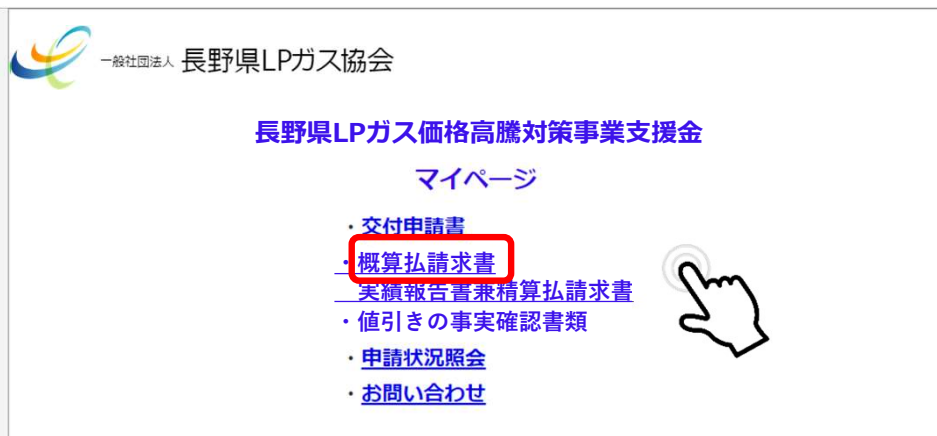 一般社団法人 長野県LPガス協会
長野県LPガス価格高騰対策事業支援金
マイページ
・交付申請書
・概算払請求書
実績報告書兼精算払請求書
・値引きの事実確認書類
・申請状況照会
・お問い合わせ